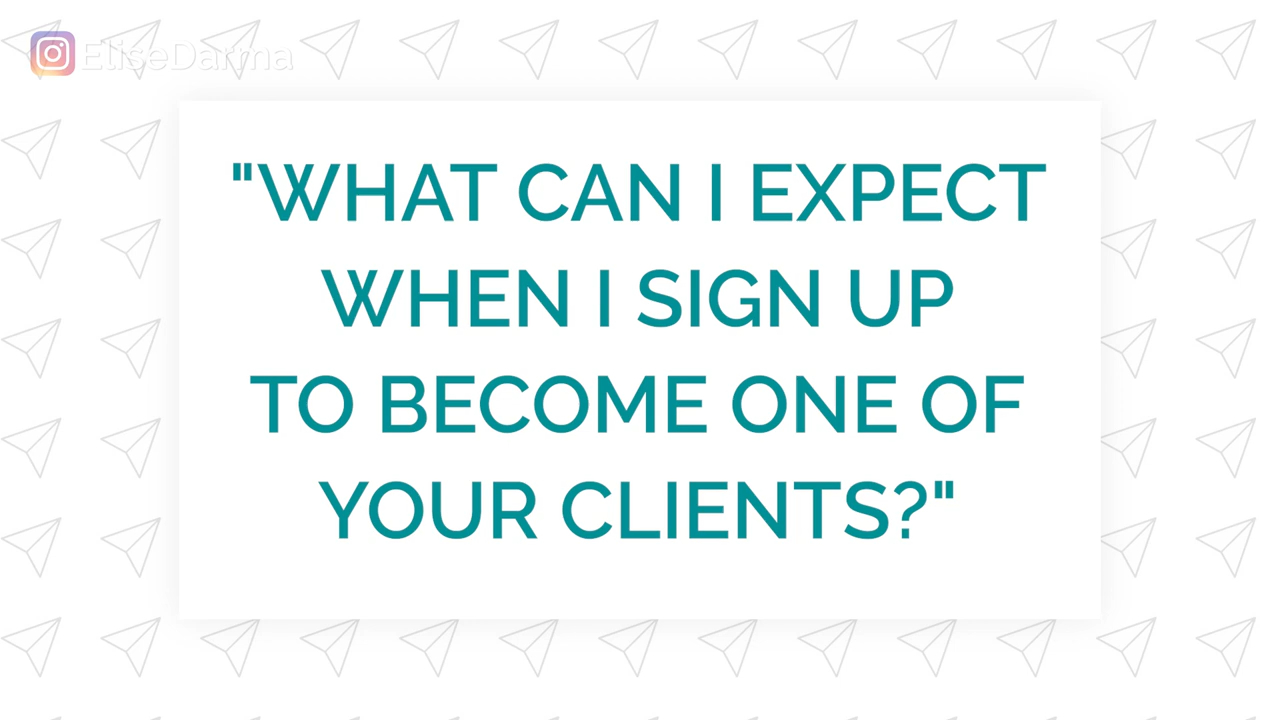 EliseDarma
"WHAT CAN I EXPECT
WHEN I SIGN UP
TO BECOME ONE OF
YOUR CLIENTS?"